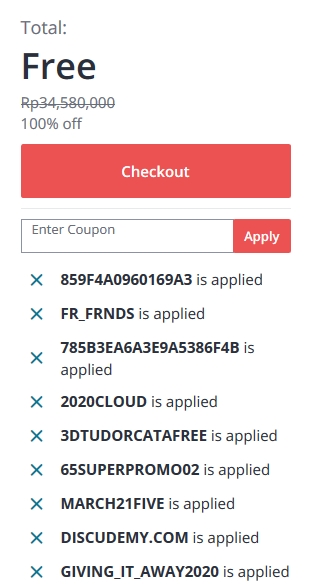 Total:
Free
Rp34,580,000
100% off
Checkout
Enter Coupon
Apply
859F4A0960169A3 is applied
FR_FRNDS is applied
785B3EA6A3E9A5386F4B is
applied
2020CLOUD is applied
3DTUDORCATAFREE is applied
65SUPERPROMO02 is applied
MARCH21FIVE is applied
DISCUDEMY.COM is applied
GIVING_IT_AWAY2020 is applied